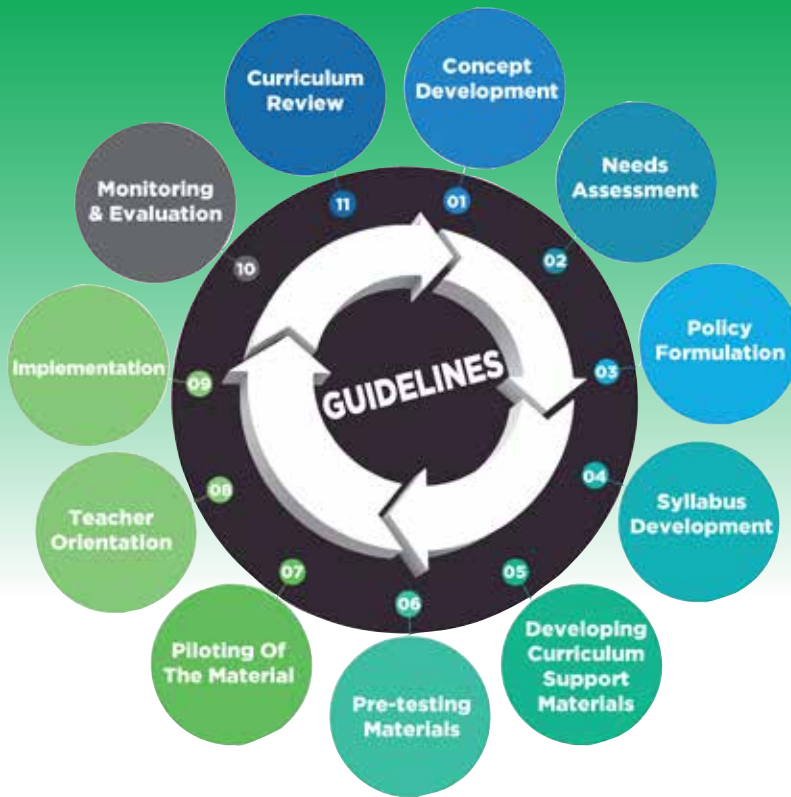 Concept
Development
01
Needs
Assessment
02
Policy
Formulation
03
Syllabus
Development
04
Developing
Curriculum
Support
Materials
05
Pre-testing
Materials
06
Piloting Of
The Material
07
Teacher
Orientation
08
Implementation
09
Monitoring
& Evaluation
10
Curriculum
Review
11
GUIDELINES